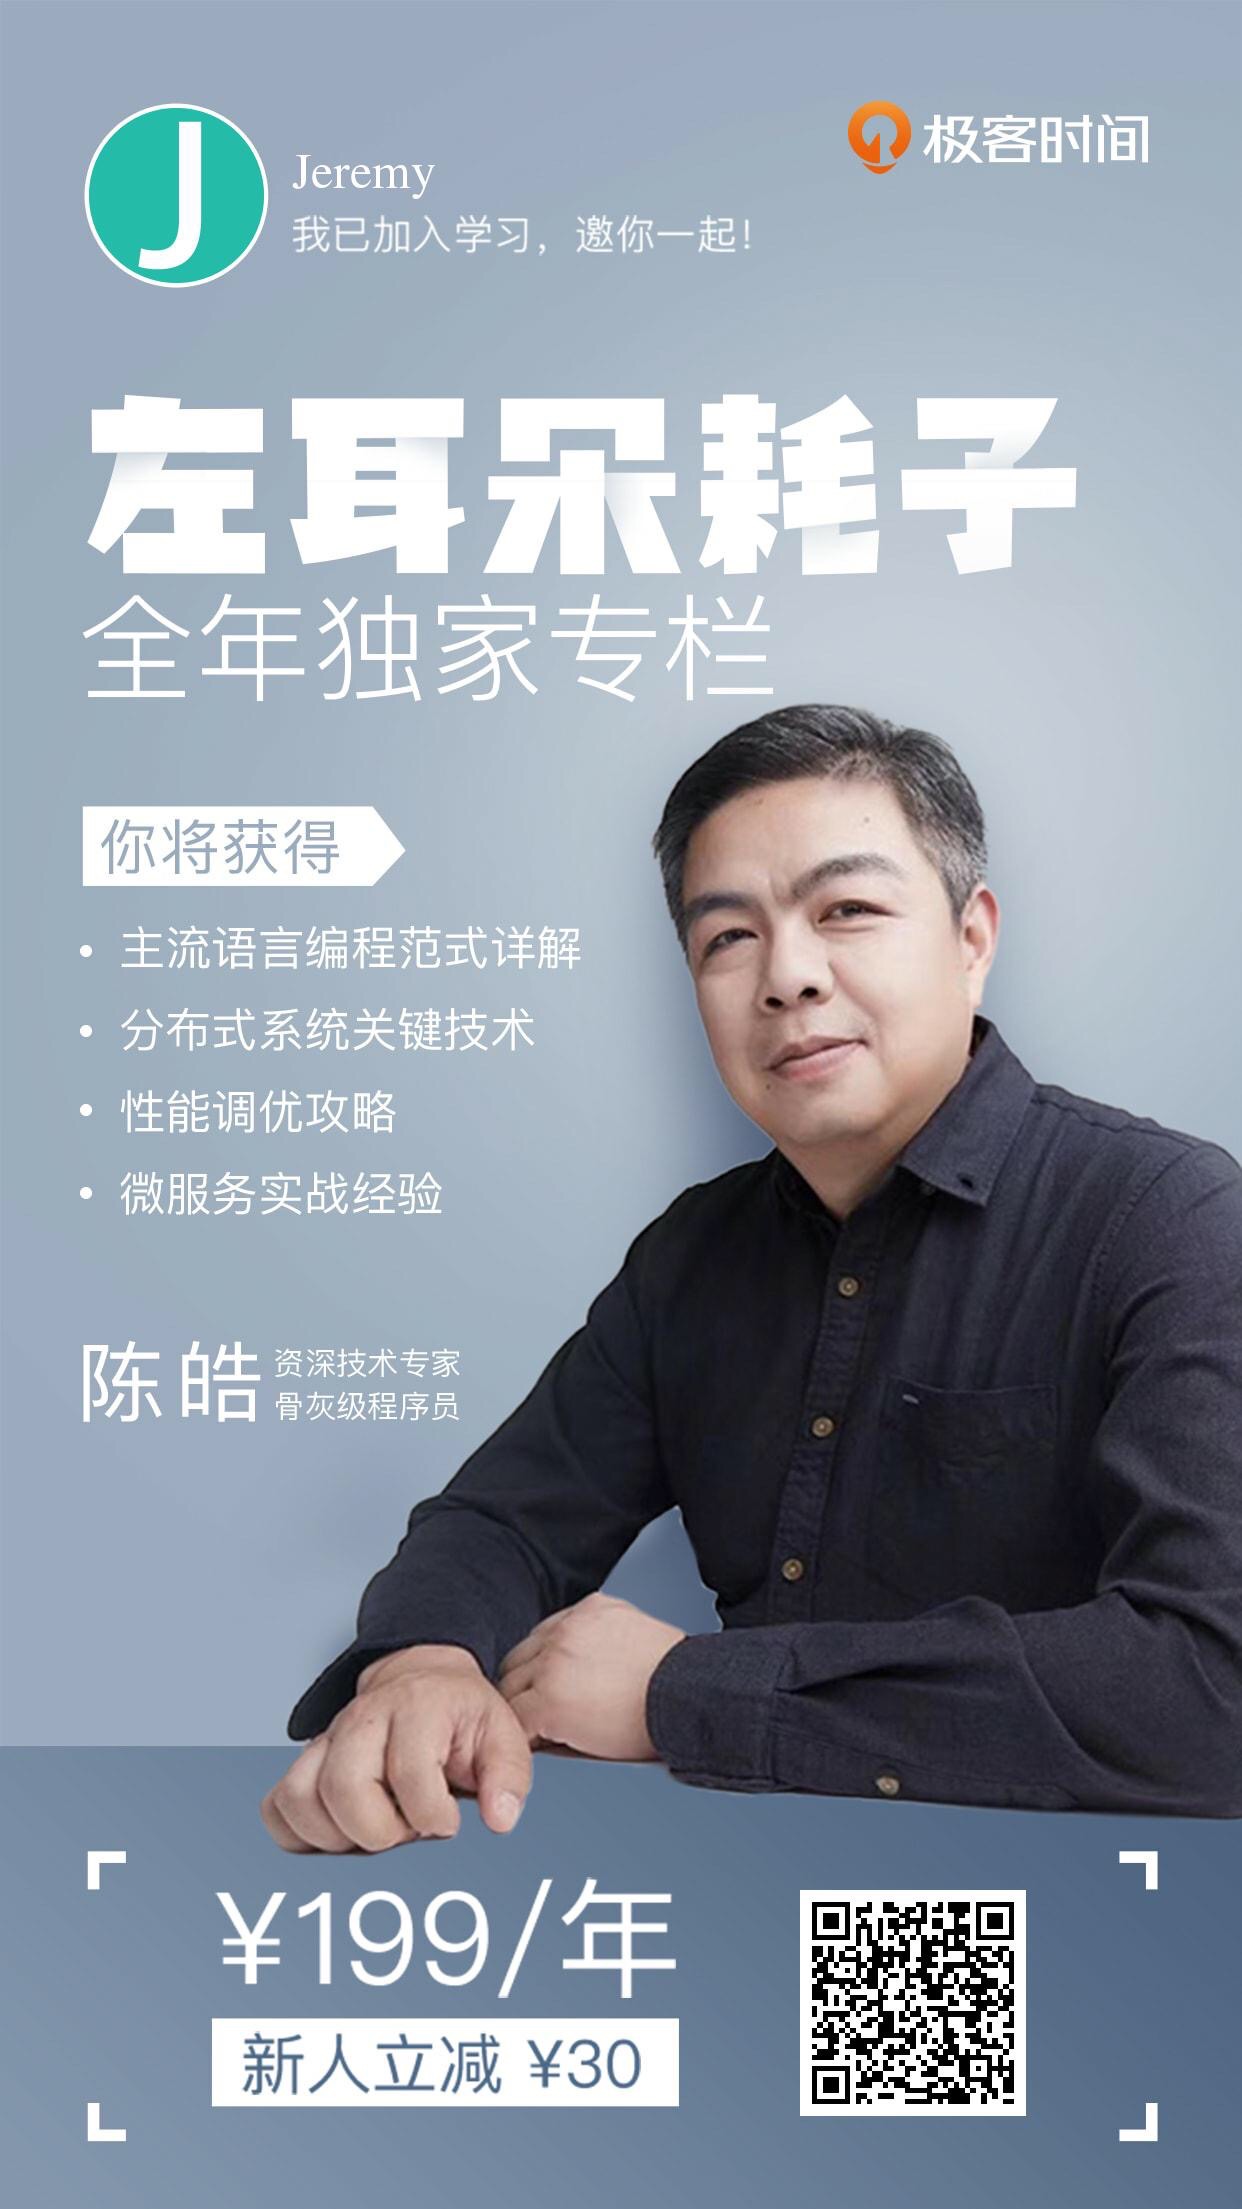 J
Jeremy
我已加入学习，邀你一起！
极客时间
左耳朵耗子
全年独家专栏
你将获得
• 主流语言编程范式详解
• 分布式系统关键技术
• 性能调优攻略
• 微服务实战经验
陈皓
资深技术专家
骨灰级程序员
¥199/年
新人立减 ¥30